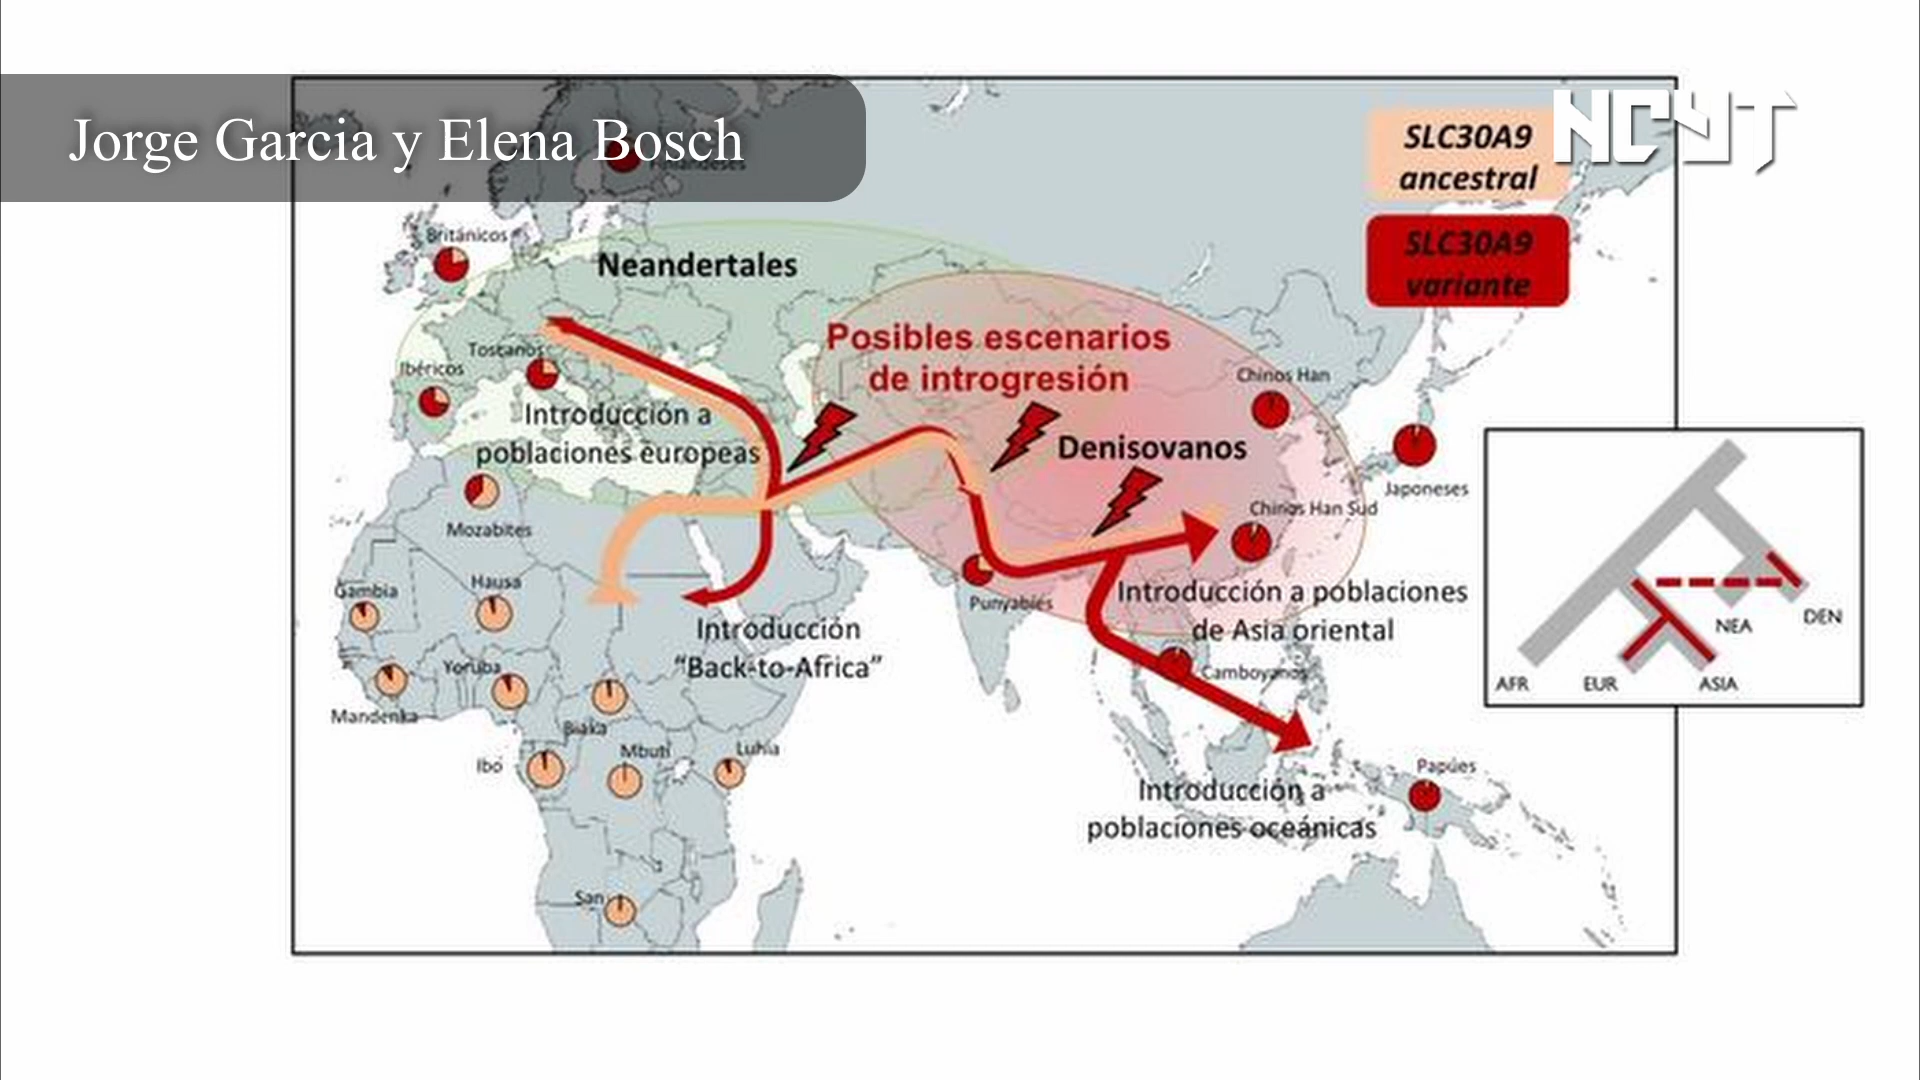 Jorge Garcia y Elena Bosch
NCYT
SLC30A9
ancestral
SLC30A9
variante
Finlandeses
Británicos
Neandertales
Posibles escenarios
de introgresión
Toscanos
Ibéricos
Chinos Han
Introducción a
poblaciones europeas
Denisovanos
Japoneses
Chinos Han Sud
Mozabites
Gambia
Hausa
Punyabíes
Introducción a poblaciones
de Asia oriental
Introducción
“Back-to-Africa”
Yoruba
Camboyanos
Mandenka
Biaka
Ibo
Mbuti
Luhia
Papúes
Introducción a
poblaciones oceánicas
San
NEA
DEN
AFR
EUR
ASIA